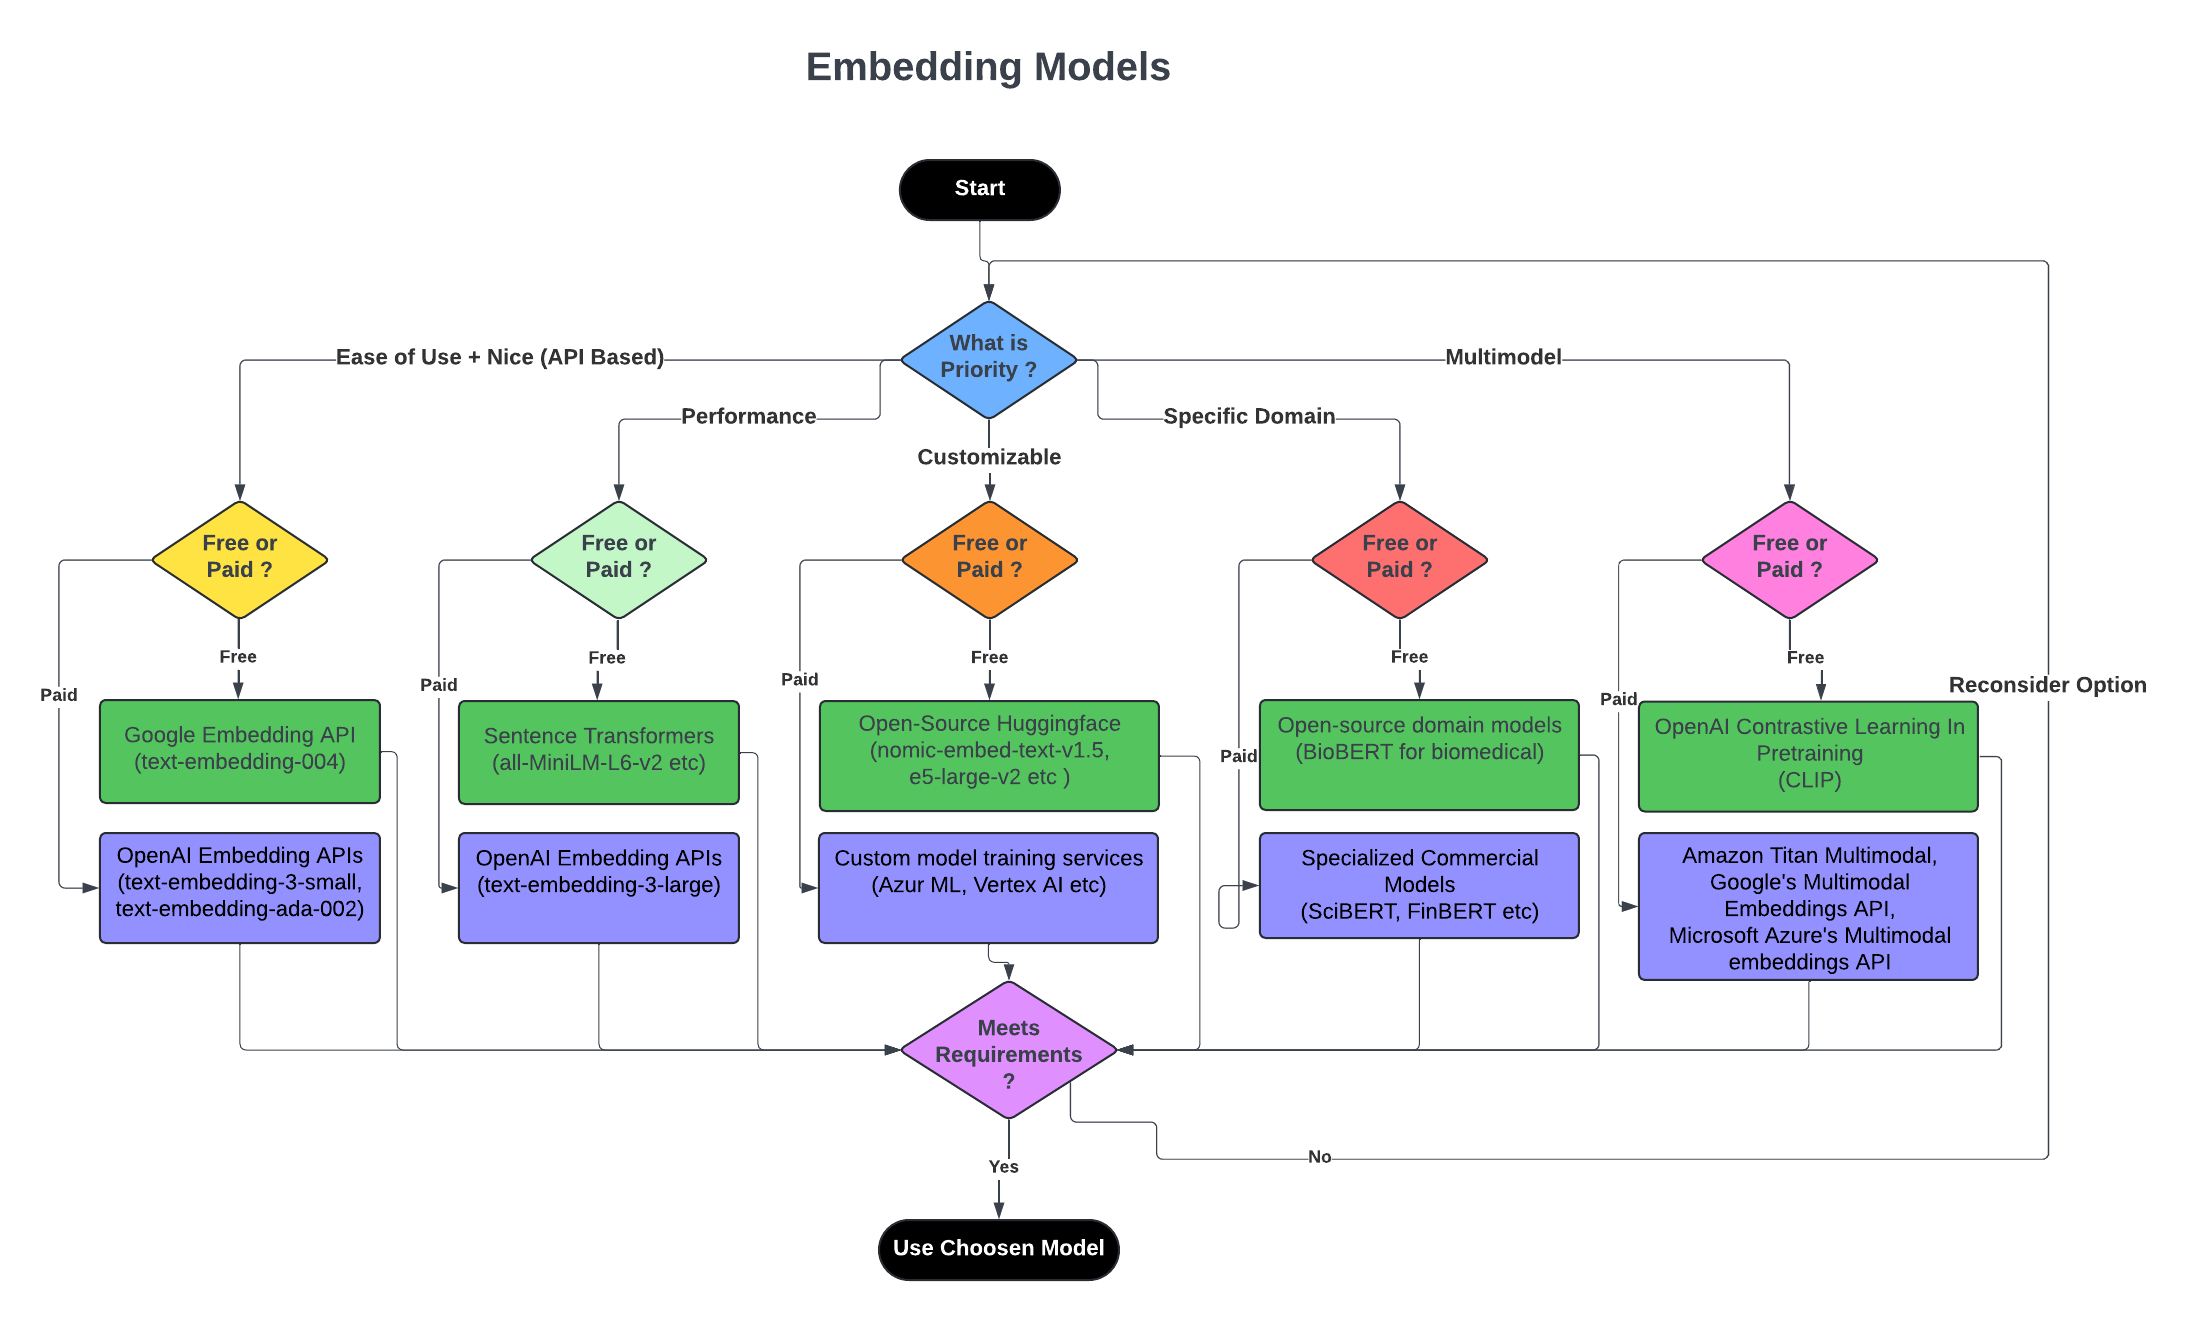 Embedding Models
Start
What is
Priority ?
Ease of Use + Nice (API Based)
Multimodel
Performance
Specific Domain
Customizable
Free or
Paid ?
Free or
Paid ?
Free or
Paid ?
Free or
Paid ?
Free or
Paid ?
Free
Free
Free
Free
Free
Paid
Paid
Paid
Paid
Paid
Reconsider Option
Google Embedding API
(text-embedding-004)
Sentence Transformers
(all-MiniLM-L6-v2 etc)
Open-Source Huggingface
(nomic-embed-text-v1.5,
e5-large-v2 etc )
Open-source domain models
(BioBERT for biomedical)
OpenAI Contrastive Learning In
Pretraining
(CLIP)
OpenAI Embedding APIs
(text-embedding-3-small,
text-embedding-ada-002)
OpenAI Embedding APIs
(text-embedding-3-large)
Custom model training services
(Azur ML, Vertex AI etc)
Specialized Commercial
Models
(SciBERT, FinBERT etc)
Amazon Titan Multimodal,
Google's Multimodal
Embeddings API,
Microsoft Azure's Multimodal
embeddings API
Meets
Requirements
?
Yes
No
Use Choosen Model